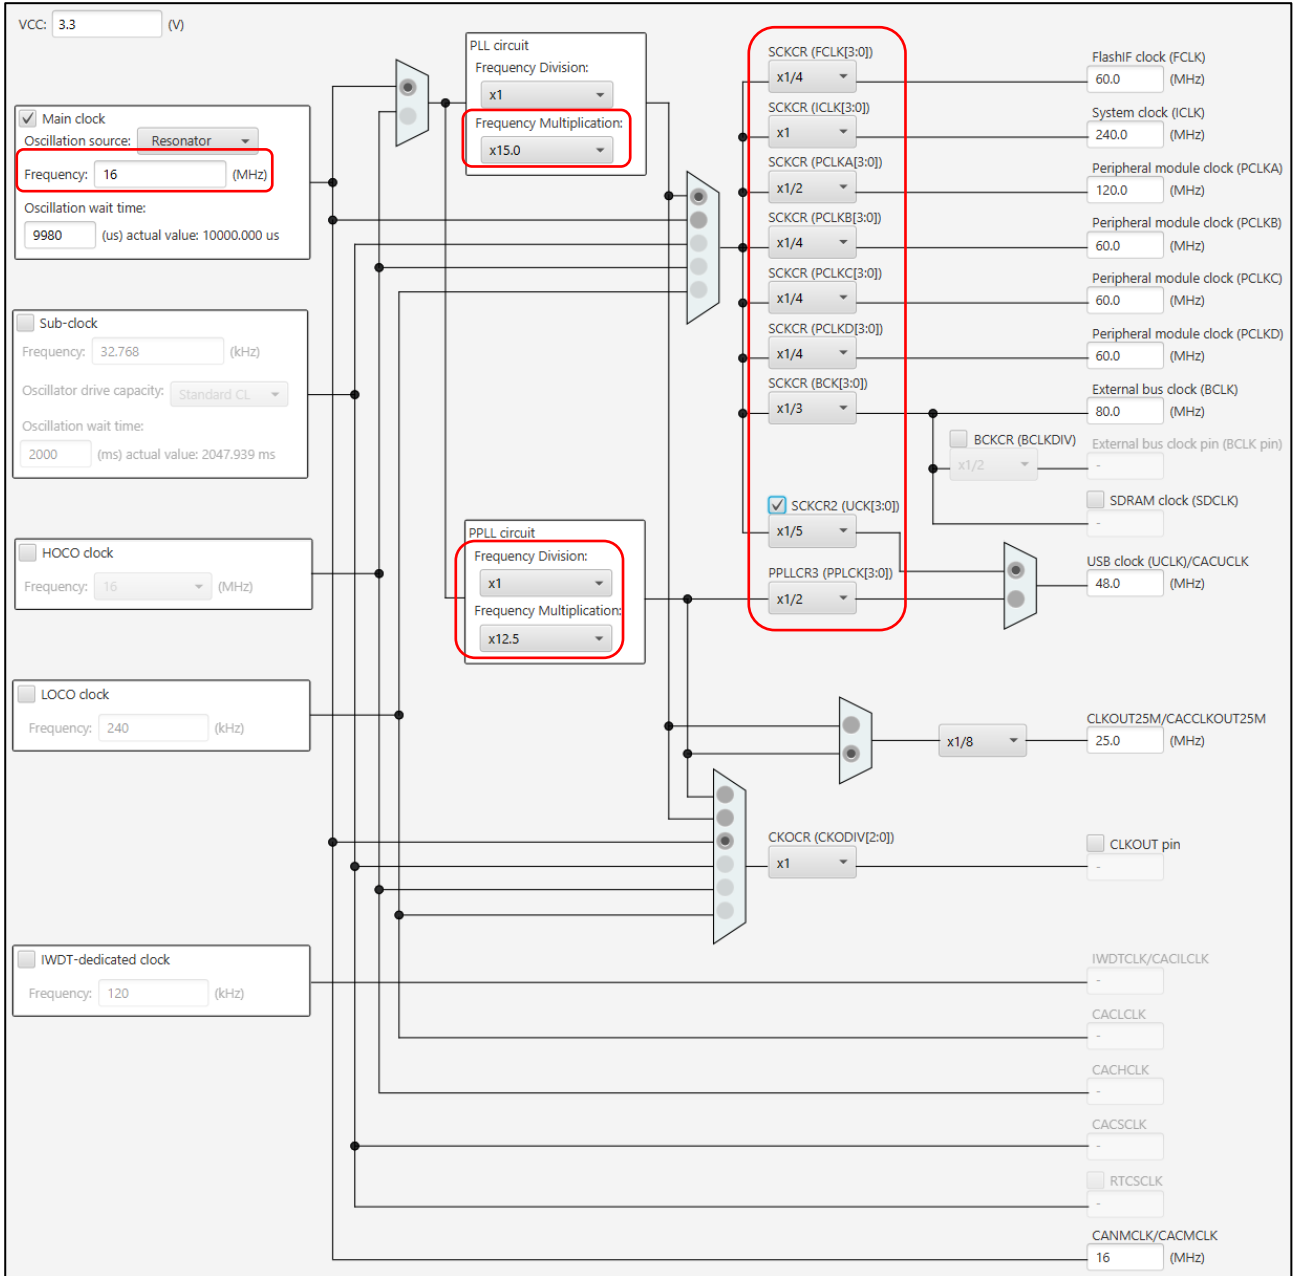 VCC: 3.3 (V)
Main clock
Oscillation source: Resonator
Frequency: 16 (MHz)
Oscillation wait time:
9980 (us) actual value: 10000.000 us
Sub-clock
Frequency: 32.768 (kHz)
Oscillator drive capacity: Standard CL
Oscillation wait time:
2000 (ms) actual value: 2047.939 ms
HOCO clock
Frequency: 16 (MHz)
LOCO clock
Frequency: 240 (kHz)
IWDT-dedicated clock
Frequency: 120 (kHz)
PLL circuit
Frequency Division:
x1
Frequency Multiplication:
x15.0
PPLL circuit
Frequency Division:
x1
Frequency Multiplication:
x12.5
SCKCR (FCLK[3:0])
x1/4
SCKCR (ICLK[3:0])
x1
SCKCR (PCLKA[3:0])
x1/2
SCKCR (PCLKB[3:0])
x1/4
SCKCR (PCLKC[3:0])
x1/4
SCKCR (PCLKD[3:0])
x1/4
SCKCR (BCK[3:0])
x1/3
BCKCR (BCLKDIV)
x1/2
SCKCR2 (UCK[3:0])
x1/5
PPLLCR3 (PPLCK[3:0])
x1/2
x1/8
CKOCR (CKODIV[2:0])
x1
FlashIF clock (FCLK)
60.0 (MHz)
System clock (ICLK)
240.0 (MHz)
Peripheral module clock (PCLKA)
120.0 (MHz)
Peripheral module clock (PCLKB)
60.0 (MHz)
Peripheral module clock (PCLKC)
60.0 (MHz)
Peripheral module clock (PCLKD)
60.0 (MHz)
External bus clock (BCLK)
80.0 (MHz)
External bus clock pin (BCLK pin)
-
SDRAM clock (SDCLK)
-
USB clock (UCLK)/CACUCLK
48.0 (MHz)
CLKOUT25M/CACCLKOUT25M
25.0 (MHz)
CLKOUT pin
-
IWDTCLK/CACILCLK
-
CACLCLK
-
CACHCLK
-
CACSCLK
-
RTCSCLK
-
CANMCLK/CACMCLK
16 (MHz)